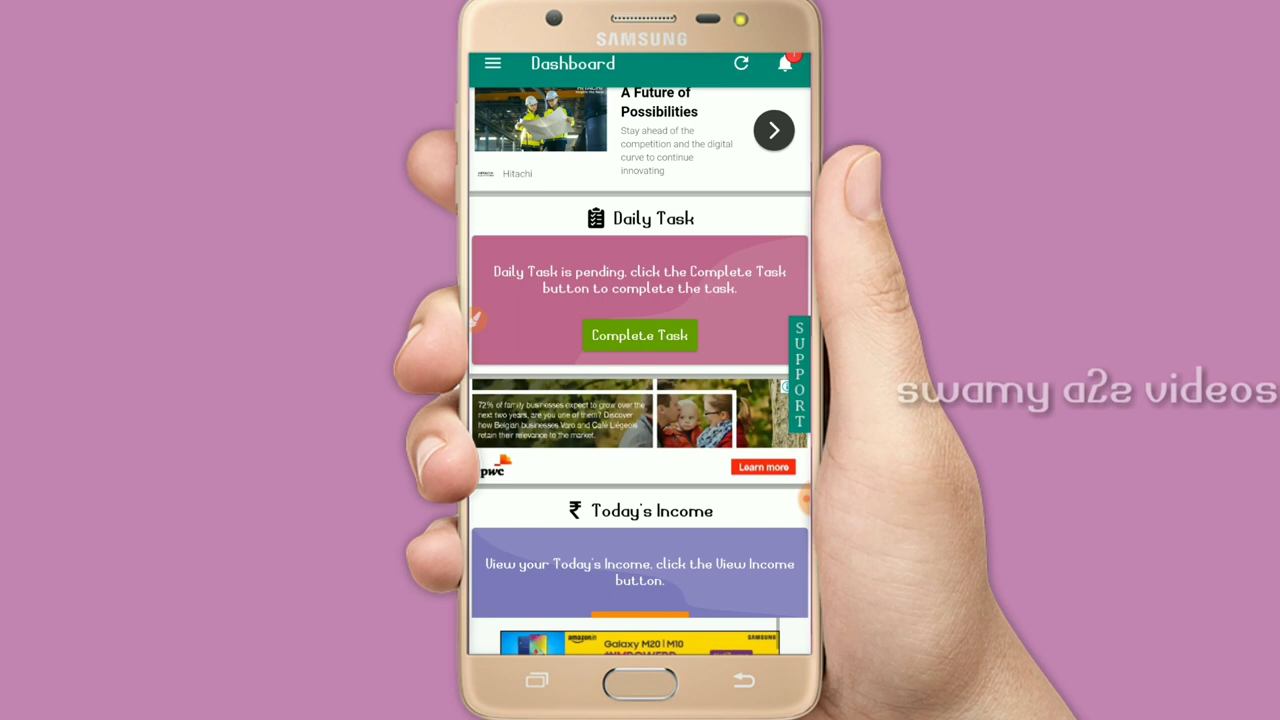 SAMSUNG
Dashboard
1
A Future of
Possibilities
Stay ahead of the
competition and the digital
curve to continue
innovating
Hitachi
Daily Task
Daily Task is pending, click the Complete Task
button to complete the task.
Complete Task
SUPPORT
72% of family businesses expect to grow over the
next two years, are you one of them? Discover
how Belgian businesses Varo and Café Liégeois
retain their relevance to the market.
pwc
Learn more
₹ Today's Income
View your Today's Income, click the View Income
button.
amazon.in
Galaxy M20 | M10
SAMSUNG
swamy a2z videos